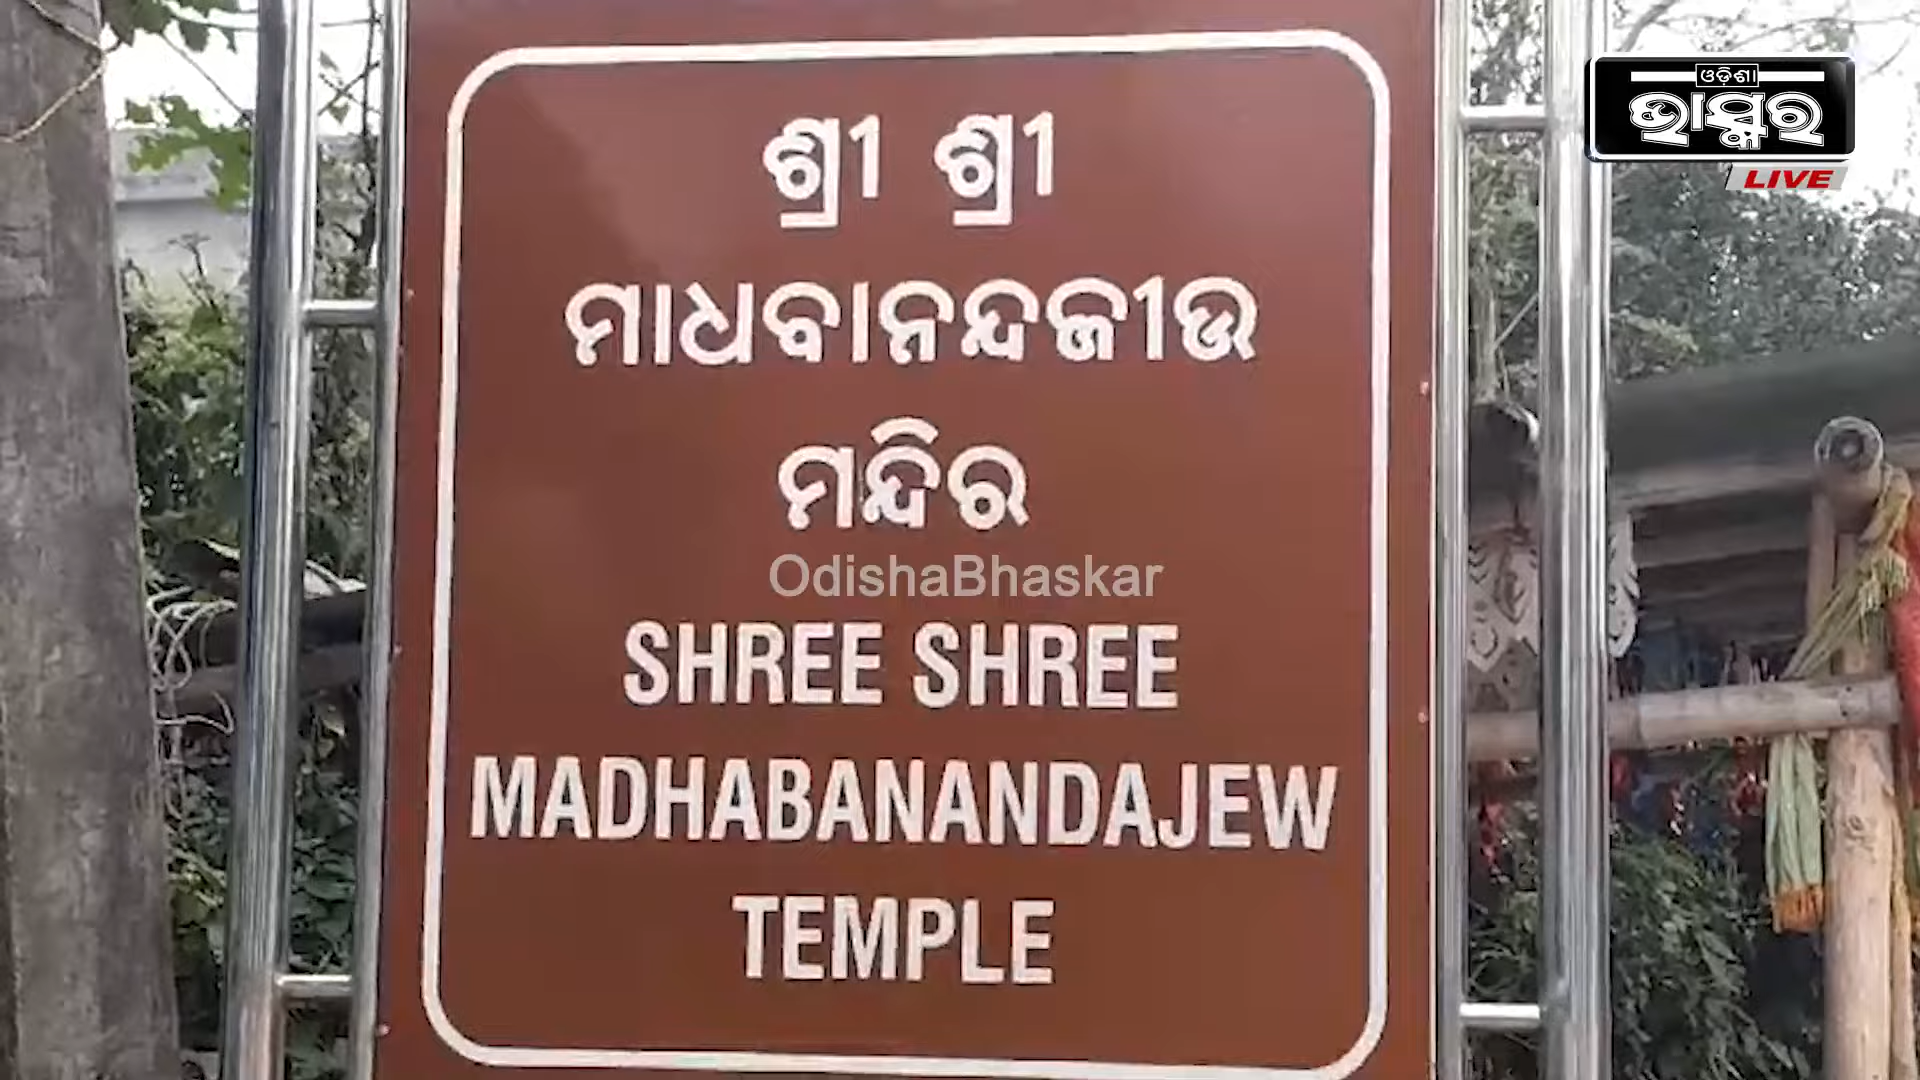 ଓଡ଼ିଶା
ଭାସ୍କର
LIVE
ଶ୍ରୀ ଶ୍ରୀ
ମାଧବାନନ୍ଦଜୀଉ
ମନ୍ଦିର
OdishaBhaskar
SHREE SHREE
MADHABANANDAJEW
TEMPLE